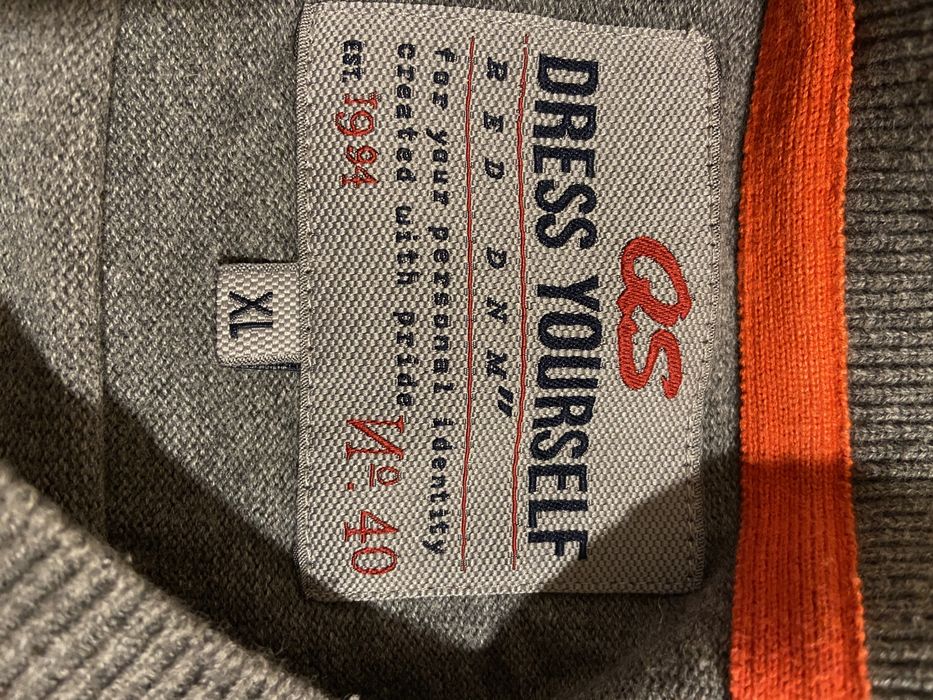 QS
DRESS YOURSELF
RED DNM"
for your personal identity
created with pride
EST. 1994 Nº. 40
XL